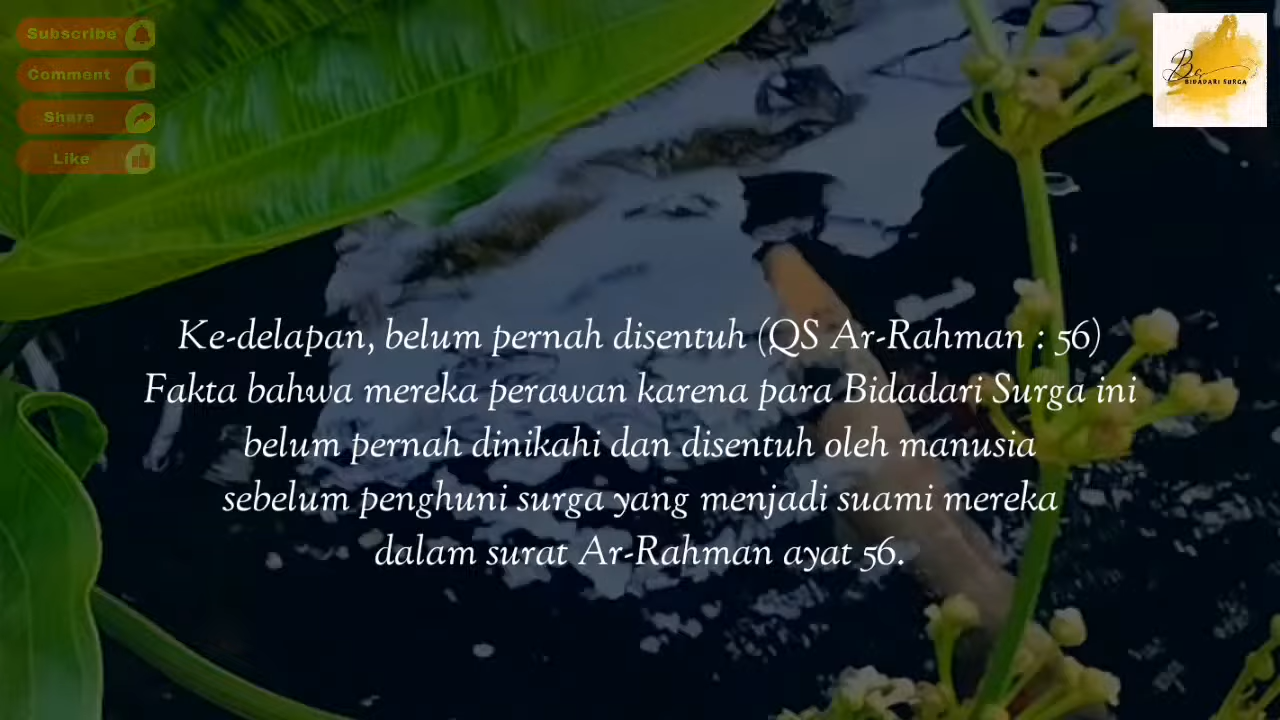 Subscribe
Comment
Share
Like
BIDADARI SURGA
Ke-delapan, belum pernah disentuh (QS Ar-Rahman : 56)
Fakta bahwa mereka perawan karena para Bidadari Surga ini
belum pernah dinikahi dan disentuh oleh manusia
sebelum penghuni surga yang menjadi suami mereka
dalam surat Ar-Rahman ayat 56.